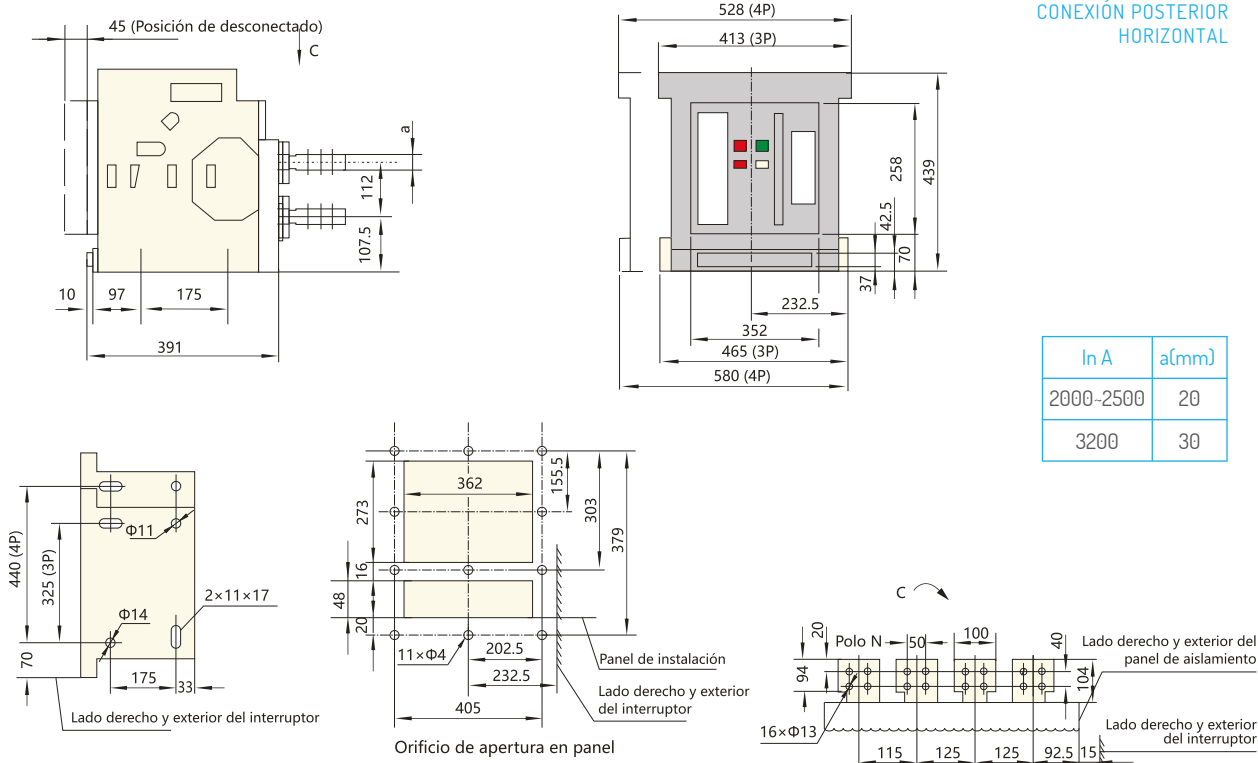 CONEXIÓN POSTERIOR
HORIZONTAL
45 (Posición de desconectado)
C
a
112
107.5
10
97
175
391
528 (4P)
413 (3P)
258
439
42.5
70
37
232.5
352
465 (3P)
580 (4P)
In A
a(mm)
2000~2500
20
3200
30
440 (4P)
325 (3P)
Φ11
2×11×17
Φ14
70
175
33
Lado derecho y exterior del interruptor
362
155.5
273
303
379
16
48
20
11×Φ4
202.5
232.5
405
Panel de instalación
Lado derecho y exterior
del interruptor
Orificio de apertura en panel
C
20
Polo N
50
100
40
Lado derecho y exterior del
panel de aislamiento
94
104
16×Φ13
Lado derecho y exterior
del interruptor
115
125
125
92.5
15